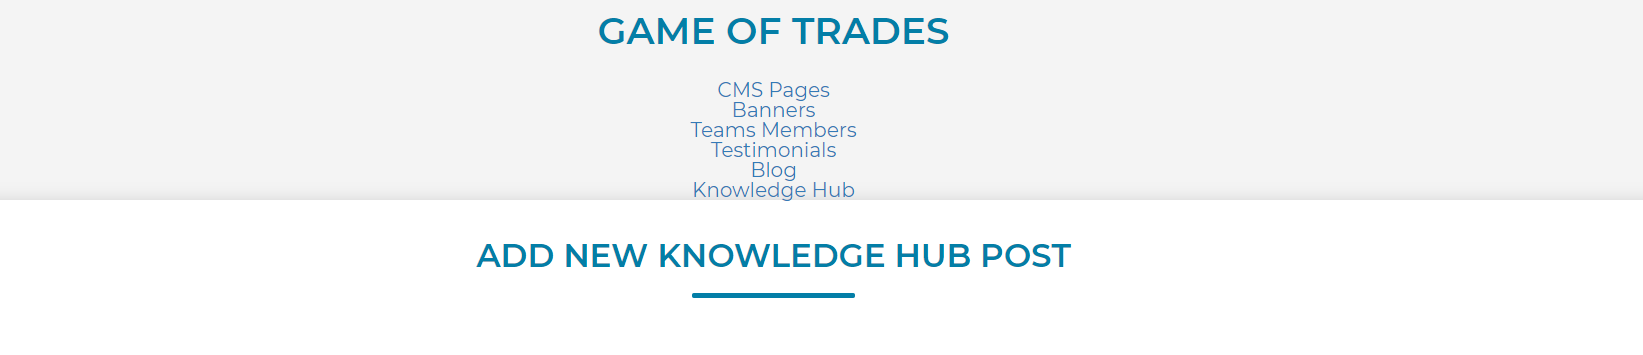 GAME OF TRADES
CMS Pages
Banners
Teams Members
Testimonials
Blog
Knowledge Hub
ADD NEW KNOWLEDGE HUB POST